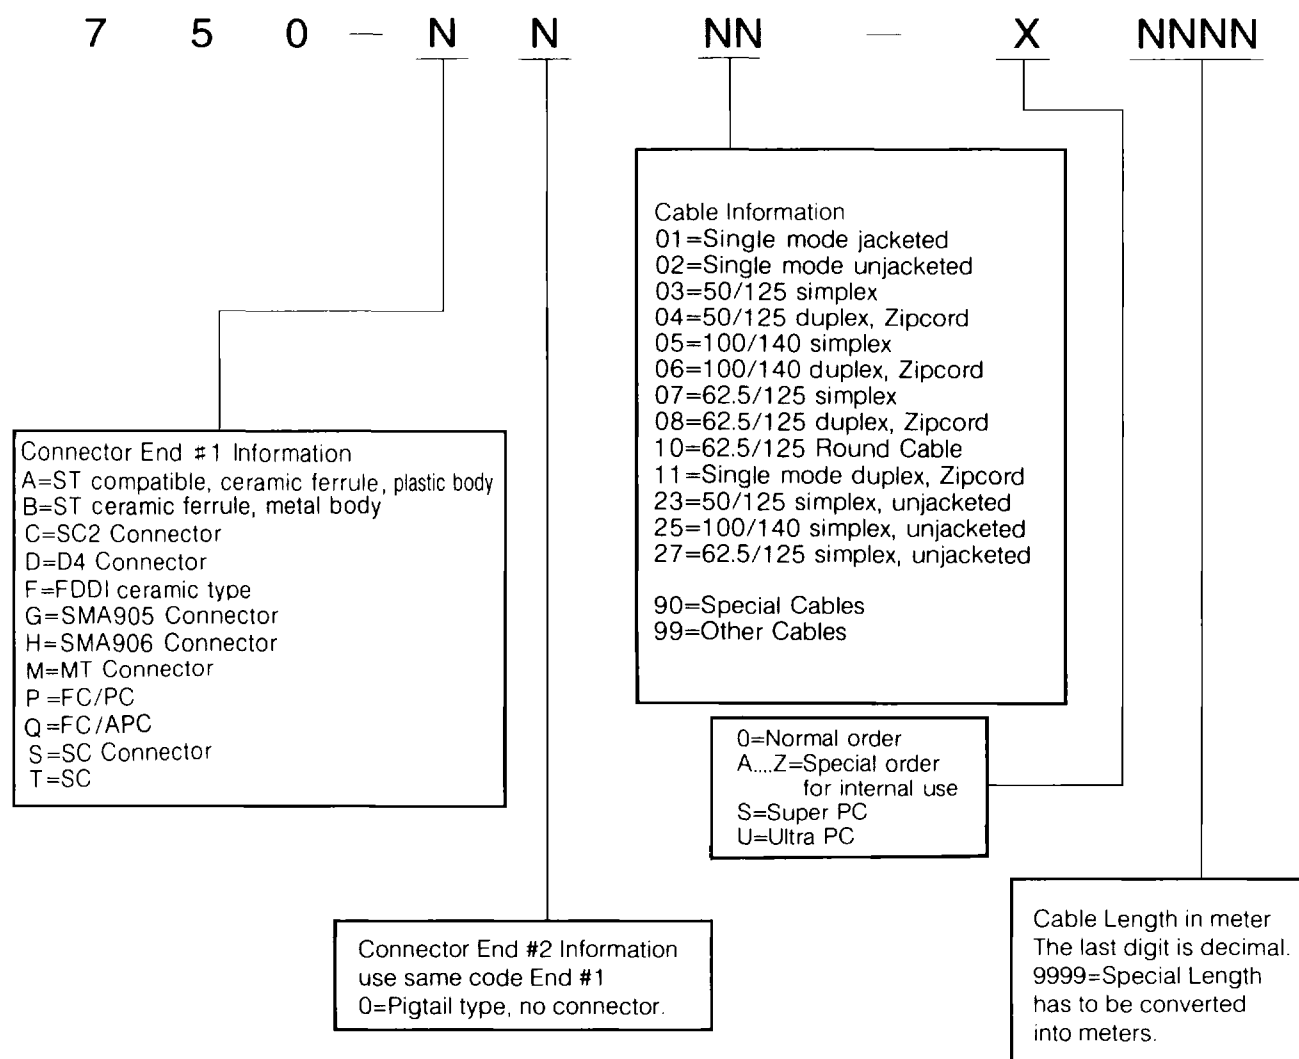 7 5 0 — N N NN — X NNNN
Cable Information
01=Single mode jacketed
02=Single mode unjacketed
03=50/125 simplex
04=50/125 duplex, Zipcord
05=100/140 simplex
06=100/140 duplex, Zipcord
07=62.5/125 simplex
08=62.5/125 duplex, Zipcord
10=62.5/125 Round Cable
11=Single mode duplex, Zipcord
23=50/125 simplex, unjacketed
25=100/140 simplex, unjacketed
27=62.5/125 simplex, unjacketed
90=Special Cables
99=Other Cables
Connector End #1 Information
A=ST compatible, ceramic ferrule, plastic body
B=ST ceramic ferrule, metal body
C=SC2 Connector
D=D4 Connector
F=FDDI ceramic type
G=SMA905 Connector
H=SMA906 Connector
M=MT Connector
P=FC/PC
Q=FC/APC
S=SC Connector
T=SC
0=Normal order
A....Z=Special order
for internal use
S=Super PC
U=Ultra PC
Connector End #2 Information
use same code End #1
0=Pigtail type, no connector.
Cable Length in meter
The last digit is decimal.
9999=Special Length
has to be converted
into meters.